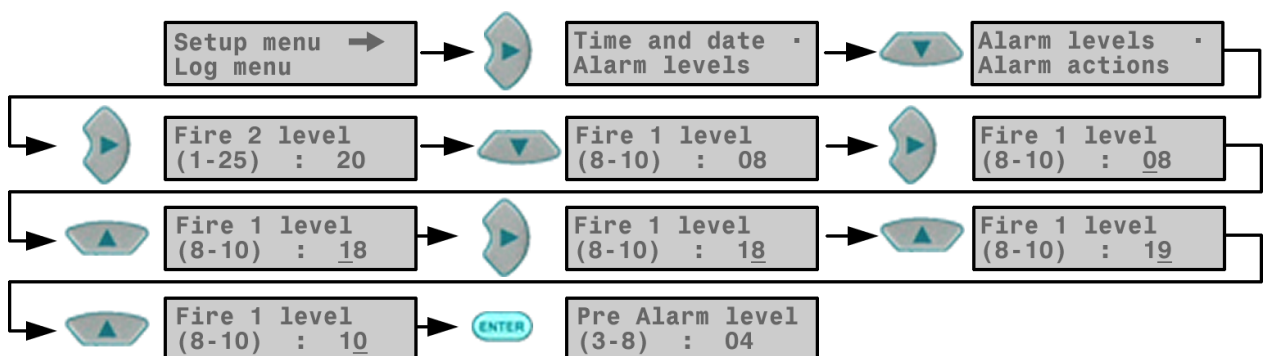 Setup menu →
Log menu
Time and date ·
Alarm levels
Alarm levels ·
Alarm actions
Fire 2 level
(1-25) : 20
Fire 1 level
(8-10) : 08
Fire 1 level
(8-10) : 08
Fire 1 level
(8-10) : 18
Fire 1 level
(8-10) : 18
Fire 1 level
(8-10) : 19
Fire 1 level
(8-10) : 10
ENTER
Pre Alarm level
(3-8) : 04